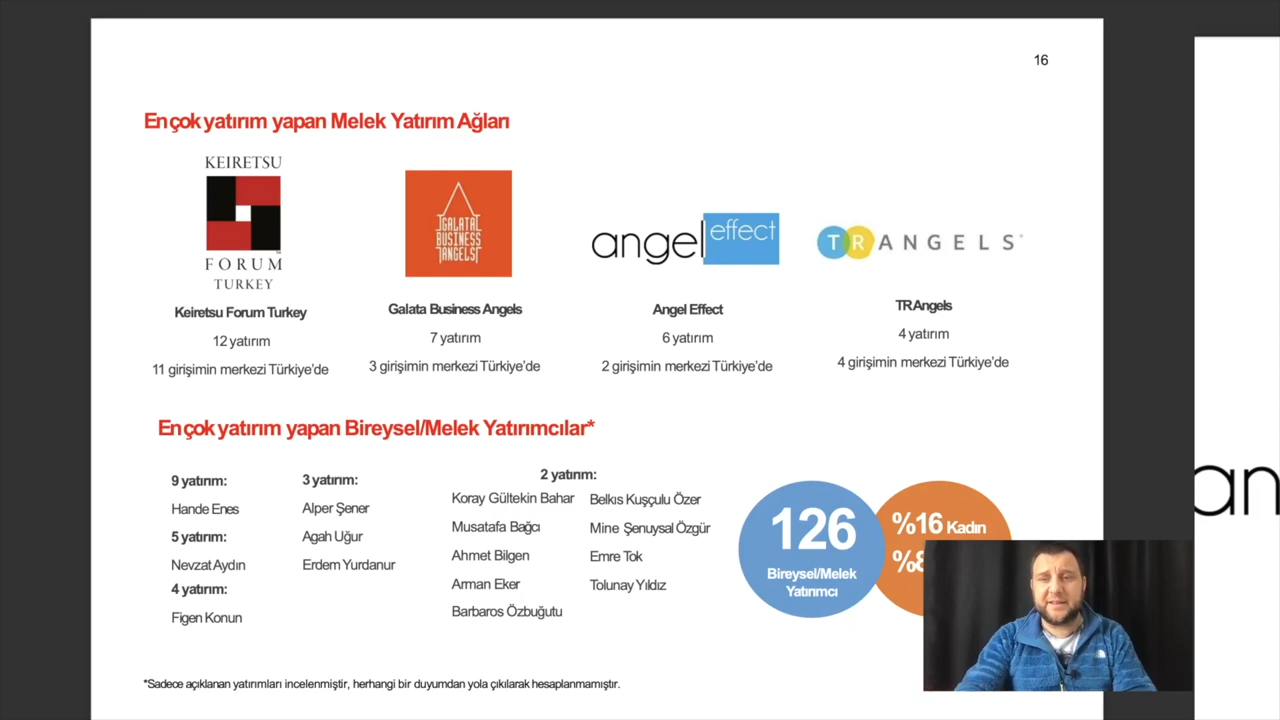 16
En çok yatırım yapan Melek Yatırım Ağları
KEIRETSU
FORUM
TURKEY
GALATA
BUSINESS
ANGELS
angel effect
TR ANGELS
Keiretsu Forum Turkey
12 yatırım
11 girişimin merkezi Türkiye'de
Galata Business Angels
7 yatırım
3 girişimin merkezi Türkiye'de
Angel Effect
6 yatırım
2 girişimin merkezi Türkiye'de
TRAngels
4 yatırım
4 girişimin merkezi Türkiye'de
En çok yatırım yapan Bireysel/Melek Yatırımcılar*
9 yatırım:
Hande Enes
5 yatırım:
Nevzat Aydın
4 yatırım:
Figen Konun
3 yatırım:
Alper Şener
Agah Uğur
Erdem Yurdanur
2 yatırım:
Koray Gültekin Bahar
Musatafa Bağcı
Ahmet Bilgen
Arman Eker
Barbaros Özbuğutu
Belkıs Kuşçulu Özer
Mine Şenuysal Özgür
Emre Tok
Tolunay Yıldız
126
Bireysel/Melek
Yatırımcı
%16 Kadın
%8
*Sadece açıklanan yatırımları incelenmiştir, herhangi bir duyumdan yola çıkılarak hesaplanmamıştır.
an